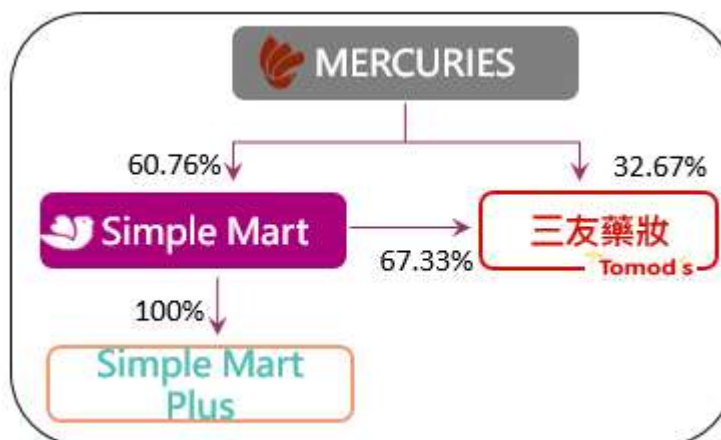 MERCURIES
60.76%
32.67%
Simple Mart
三友藥妝
Tomod's
67.33%
100%
Simple Mart
Plus